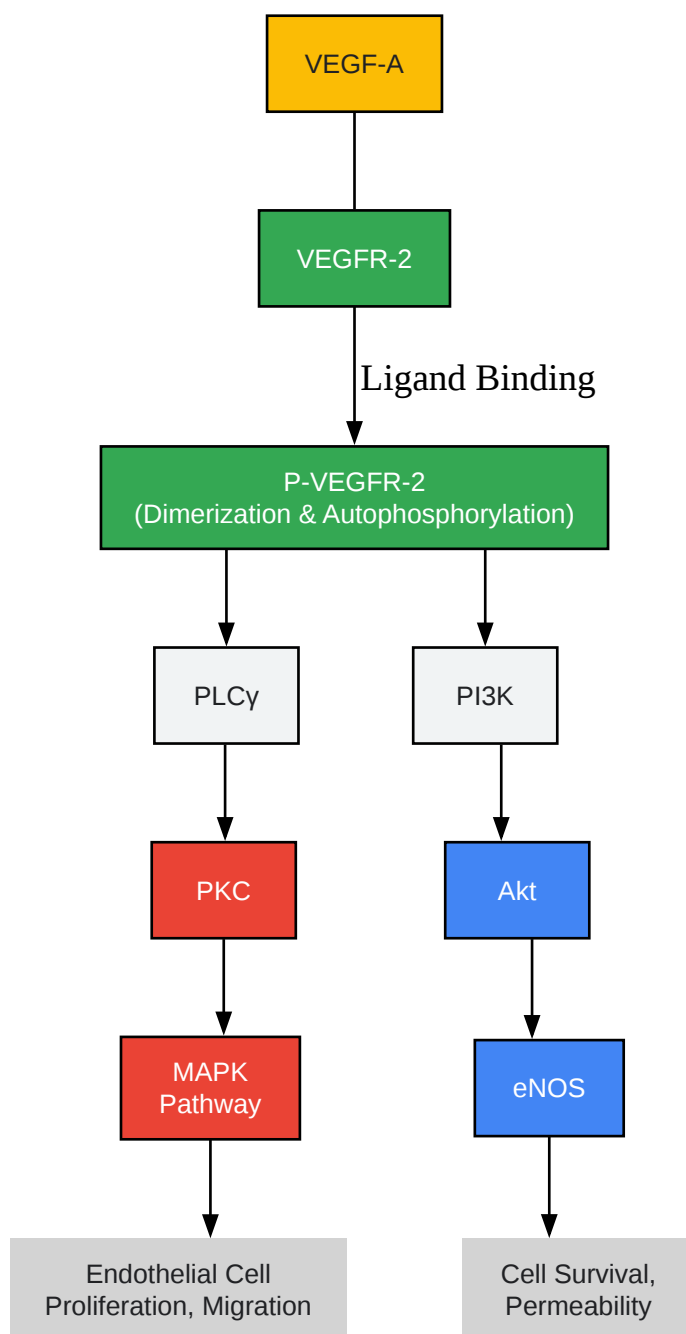 VEGF-A
VEGFR-2
Ligand Binding
P-VEGFR-2
(Dimerization & Autophosphorylation)
PLCγ
PI3K
PKC
Akt
MAPK
Pathway
eNOS
Endothelial Cell
Proliferation, Migration
Cell Survival,
Permeability